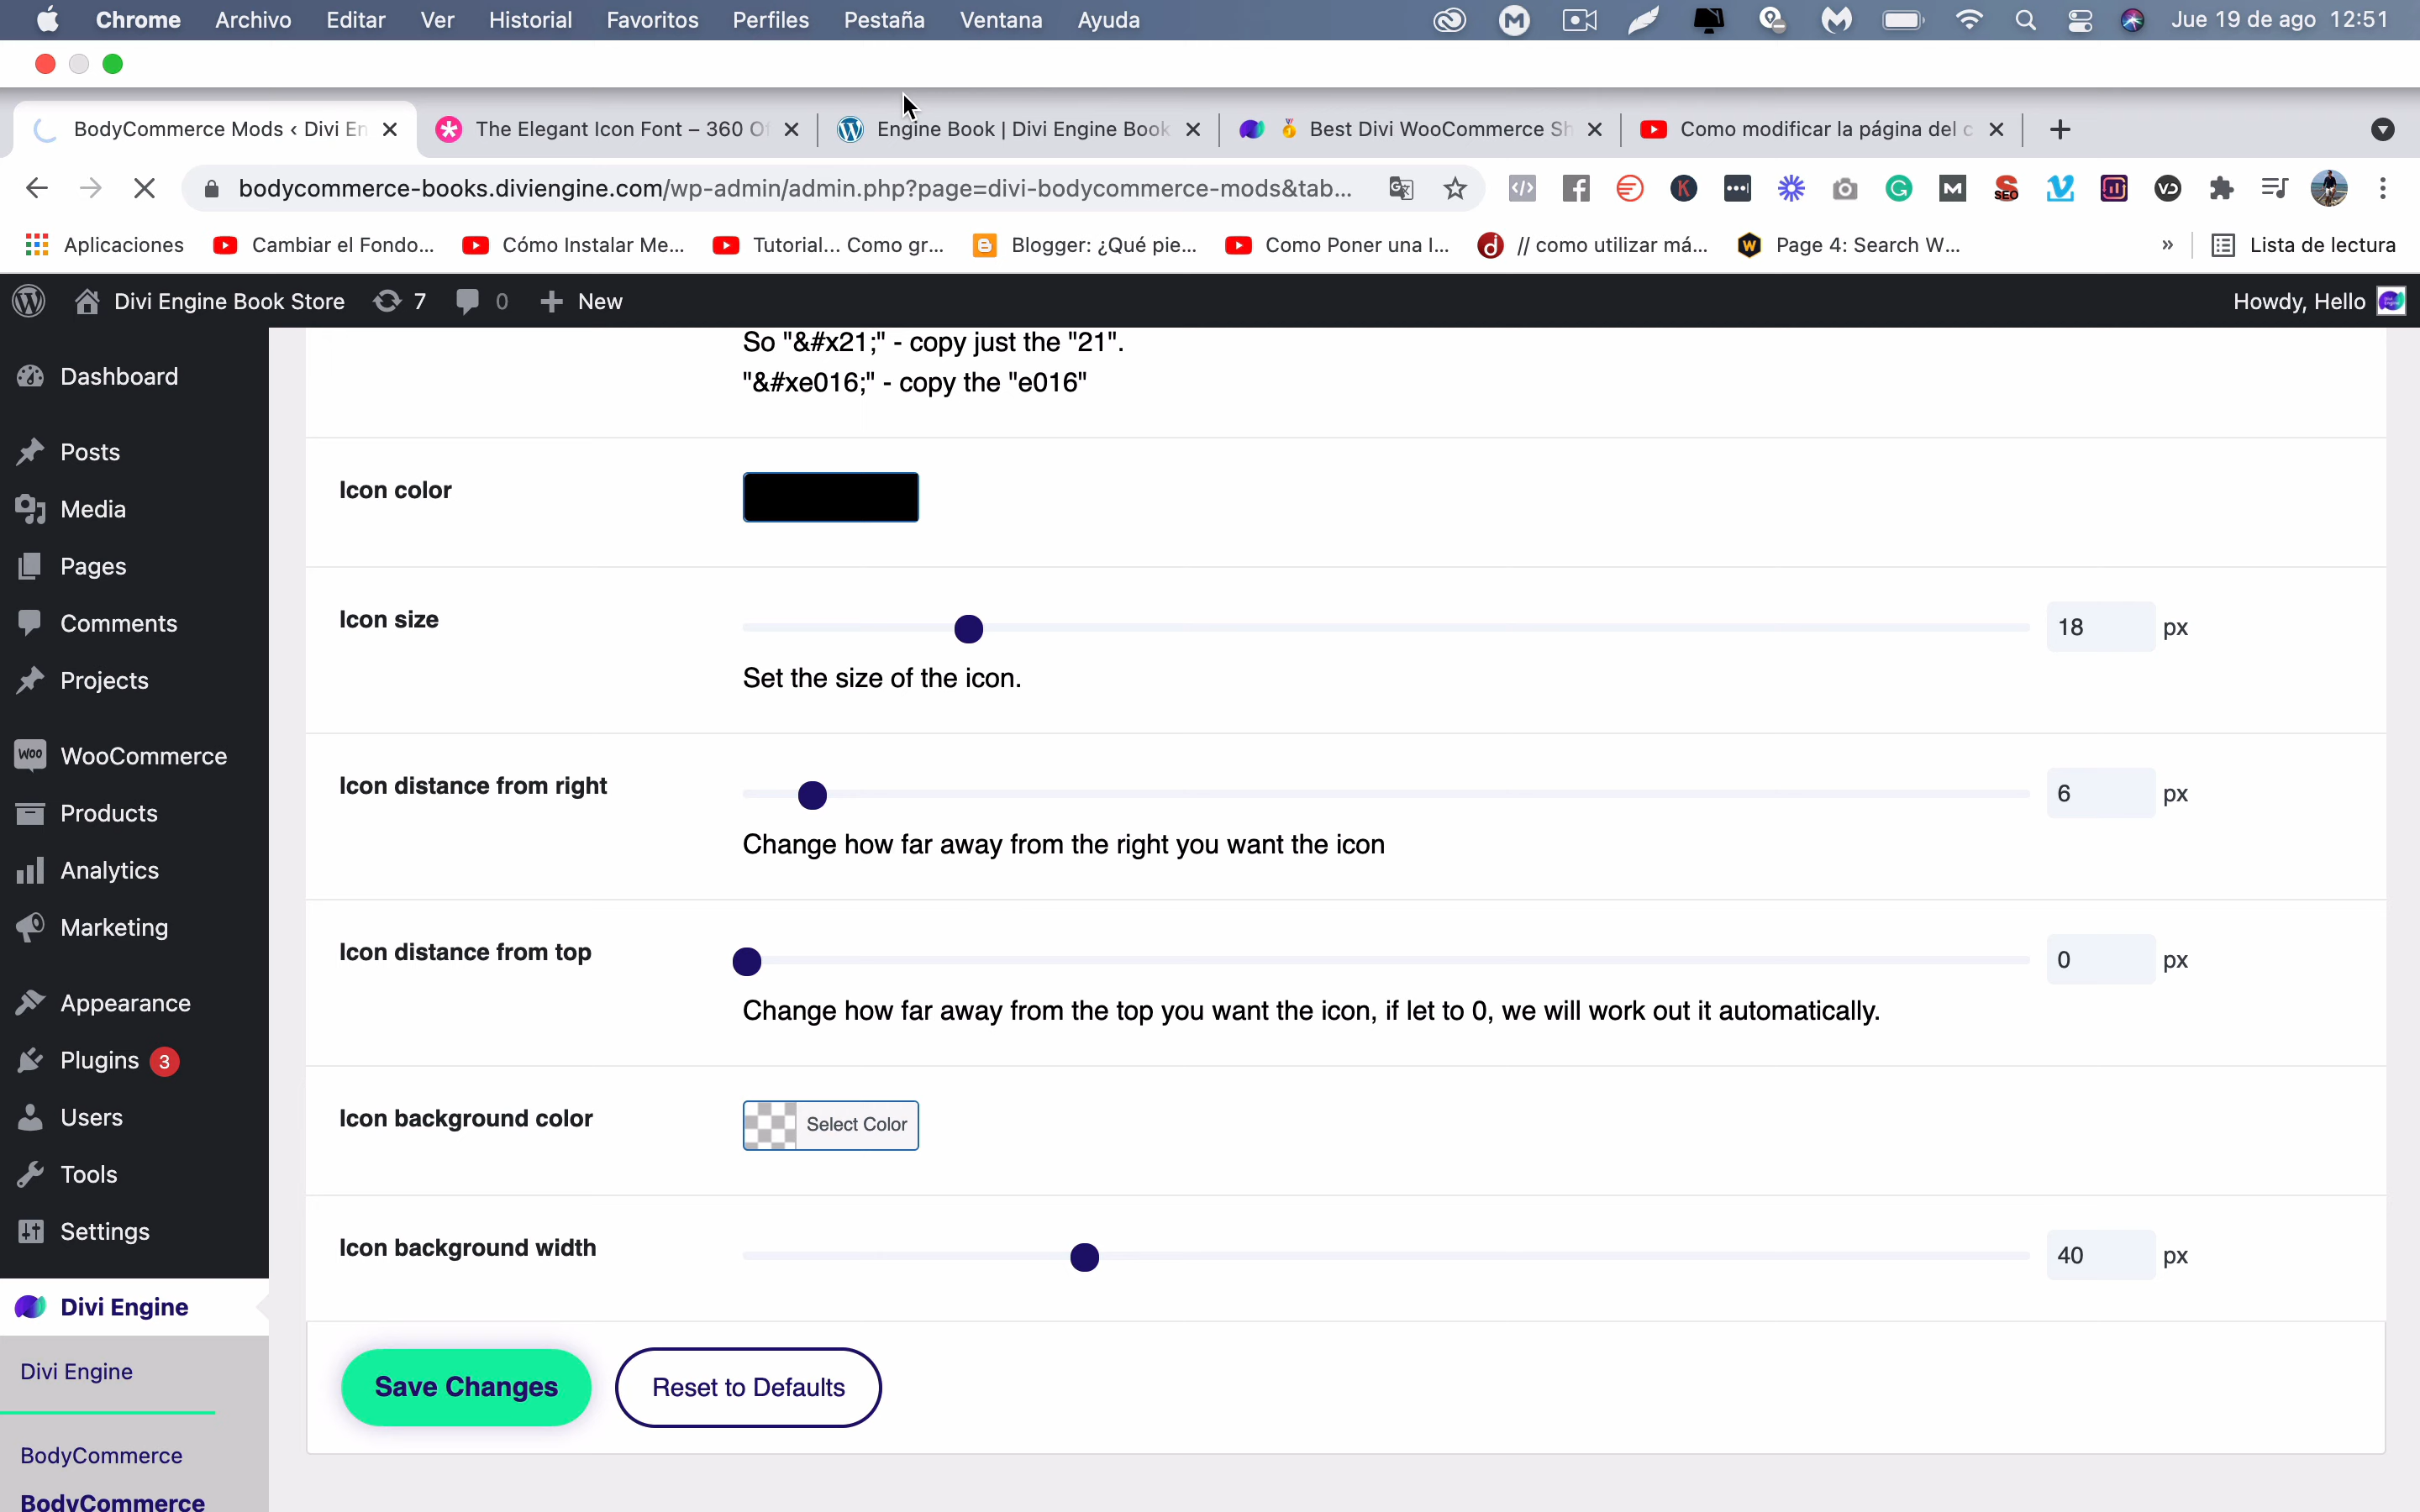 Chrome Archivo Editar Ver Historial Favoritos Perfiles Pestaña Ventana Ayuda Jue 19 de ago 12:51
BodyCommerce Mods ‹ Divi En The Elegant Icon Font – 360 Of Engine Book | Divi Engine Book Best Divi WooCommerce Sh Como modificar la página del c
bodycommerce-books.diviengine.com/wp-admin/admin.php?page=divi-bodycommerce-mods&tab...
Aplicaciones Cambiar el Fondo... Cómo Instalar Me... Tutorial... Como gr... Blogger: ¿Qué pie... Como Poner una I... // como utilizar má... Page 4: Search W... » Lista de lectura
Divi Engine Book Store 7 0 + New Howdy, Hello
Dashboard
Posts
Media
Pages
Comments
Projects
WooCommerce
Products
Analytics
Marketing
Appearance
Plugins 3
Users
Tools
Settings
Divi Engine
Divi Engine
BodyCommerce
BodyCommerce
So "&#x21;" - copy just the "21".
"&#xe016;" - copy the "e016"
Icon color
Icon size
18 px
Set the size of the icon.
Icon distance from right
6 px
Change how far away from the right you want the icon
Icon distance from top
0 px
Change how far away from the top you want the icon, if let to 0, we will work out it automatically.
Icon background color
Select Color
Icon background width
40 px
Save Changes Reset to Defaults